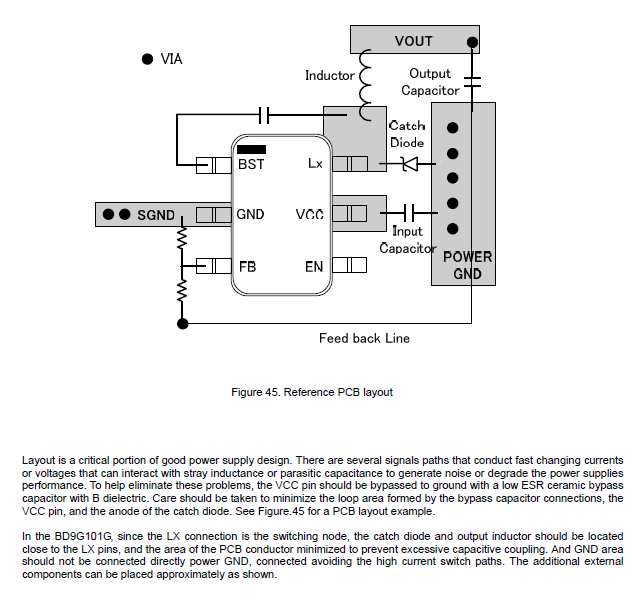 VOUT
VIA
Inductor
Output
Capacitor
Catch
Diode
BST
Lx
SGND
GND
VCC
Input
Capacitor
FB
EN
POWER
GND
Feed back Line
Figure 45. Reference PCB layout
Layout is a critical portion of good power supply design. There are several signals paths that conduct fast changing currents
or voltages that can interact with stray inductance or parasitic capacitance to generate noise or degrade the power supplies
performance. To help eliminate these problems, the VCC pin should be bypassed to ground with a low ESR ceramic bypass
capacitor with B dielectric. Care should be taken to minimize the loop area formed by the bypass capacitor connections, the
VCC pin, and the anode of the catch diode. See Figure.45 for a PCB layout example.
In the BD9G101G, since the LX connection is the switching node, the catch diode and output inductor should be located
close to the LX pins, and the area of the PCB conductor minimized to prevent excessive capacitive coupling. And GND area
should not be connected directly power GND, connected avoiding the high current switch paths. The additional external
components can be placed approximately as shown.